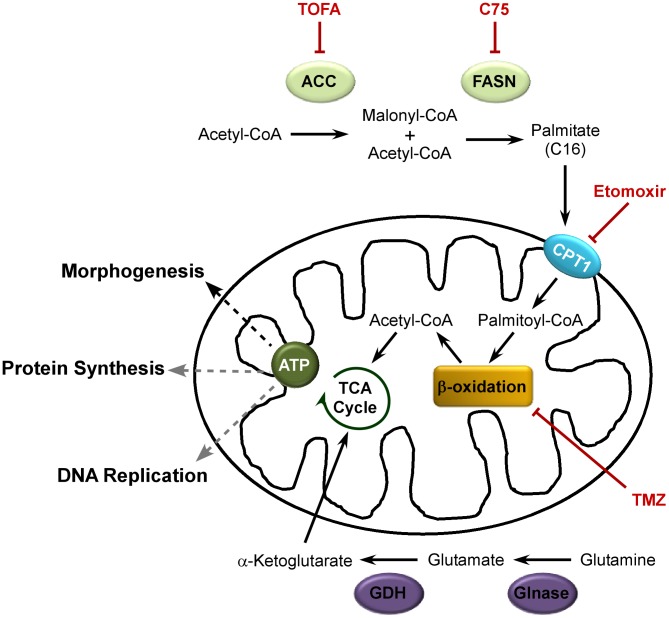 TOFA
C75
ACC
FASN
Acetyl-CoA
Malonyl-CoA
+
Acetyl-CoA
Palmitate
(C16)
Etomoxir
CPT1
Morphogenesis
Acetyl-CoA
Palmitoyl-CoA
Protein Synthesis
ATP
TCA
Cycle
β-oxidation
DNA Replication
TMZ
α-Ketoglutarate
Glutamate
Glutamine
GDH
Glnase